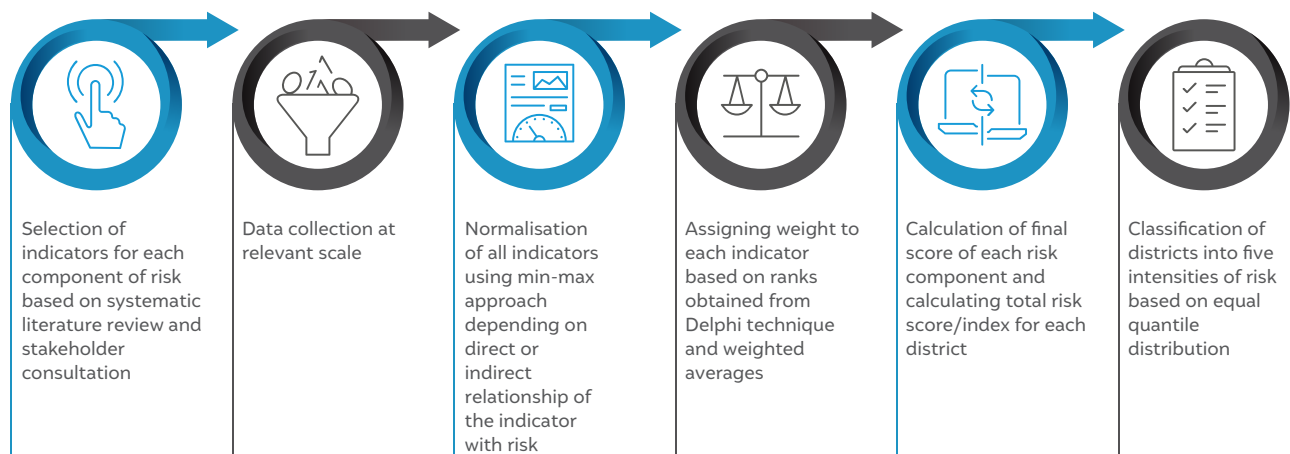 Selection of
indicators for each
component of risk
based on systematic
literature review and
stakeholder
consultation
Data collection at
relevant scale
Normalisation
of all indicators
using min-max
approach
depending on
direct or
indirect
relationship of
the indicator
with risk
Assigning weight to
each indicator
based on ranks
obtained from
Delphi technique
and weighted
averages
Calculation of final
score of each risk
component and
calculating total risk
score/index for each
district
Classification of
districts into five
intensities of risk
based on equal
quantile
distribution